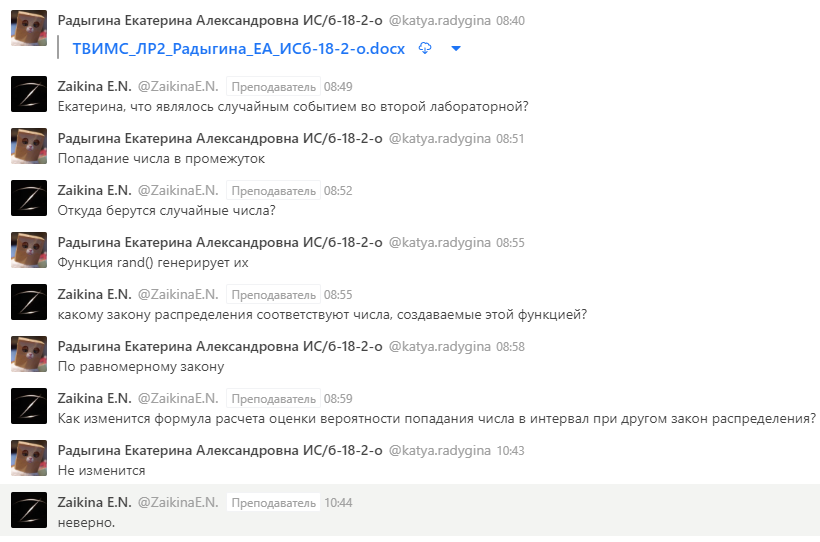 Радыгина Екатерина Александровна ИС/б-18-2-о @katya.radygina 08:40
ТВИМС_ЛР2_Радыгина_ЕА_ИСб-18-2-о.docx
Zaikina E.N. @ZaikinaE.N. Преподаватель 08:49
Екатерина, что являлось случайным событием во второй лабораторной?
Радыгина Екатерина Александровна ИС/б-18-2-о @katya.radygina 08:51
Попадание числа в промежуток
Zaikina E.N. @ZaikinaE.N. Преподаватель 08:52
Откуда берутся случайные числа?
Радыгина Екатерина Александровна ИС/б-18-2-о @katya.radygina 08:55
Функция rand() генерирует их
Zaikina E.N. @ZaikinaE.N. Преподаватель 08:55
какому закону распределения соответствуют числа, создаваемые этой функцией?
Радыгина Екатерина Александровна ИС/б-18-2-о @katya.radygina 08:58
По равномерному закону
Zaikina E.N. @ZaikinaE.N. Преподаватель 08:59
Как изменится формула расчета оценки вероятности попадания числа в интервал при другом закон распределения?
Радыгина Екатерина Александровна ИС/б-18-2-о @katya.radygina 10:43
Не изменится
Zaikina E.N. @ZaikinaE.N. Преподаватель 10:44
неверно.